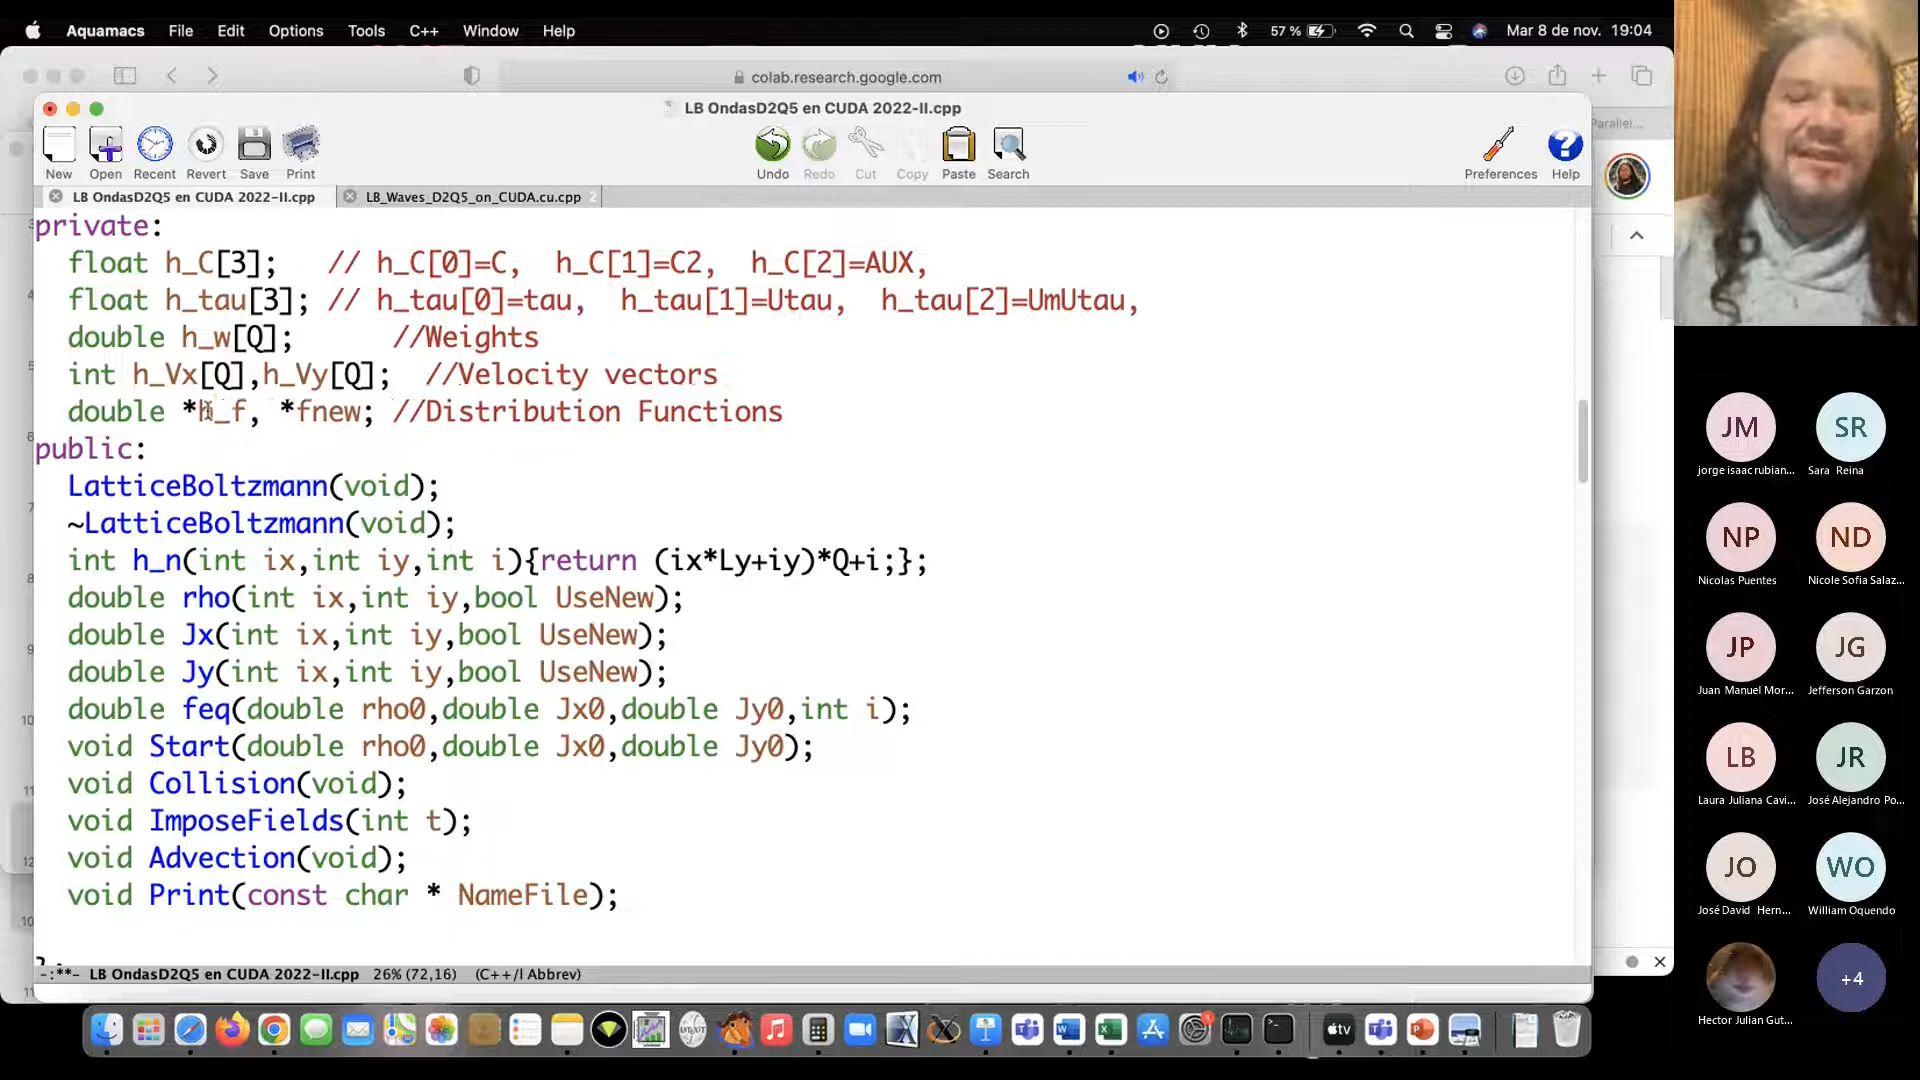 Aquamacs File Edit Options Tools C++ Window Help 57 % Mar 8 de nov. 19:04
colab.research.google.com
LB OndasD2Q5 en CUDA 2022-II.cpp
New Open Recent Revert Save Print Undo Redo Cut Copy Paste Search Preferences Help
LB OndasD2Q5 en CUDA 2022-II.cpp LB_Waves_D2Q5_on_CUDA.cu.cpp 2
private:
float h_C[3]; // h_C[0]=C, h_C[1]=C2, h_C[2]=AUX,
float h_tau[3]; // h_tau[0]=tau, h_tau[1]=Utau, h_tau[2]=UmUtau,
double h_w[Q]; //Weights
int h_Vx[Q],h_Vy[Q]; //Velocity vectors
double *h_f, *fnew; //Distribution Functions
public:
LatticeBoltzmann(void);
~LatticeBoltzmann(void);
int h_n(int ix,int iy,int i){return (ix*Ly+iy)*Q+i;};
double rho(int ix,int iy,bool UseNew);
double Jx(int ix,int iy,bool UseNew);
double Jy(int ix,int iy,bool UseNew);
double feq(double rho0,double Jx0,double Jy0,int i);
void Start(double rho0,double Jx0,double Jy0);
void Collision(void);
void ImposeFields(int t);
void Advection(void);
void Print(const char * NameFile);
-:**- LB OndasD2Q5 en CUDA 2022-II.cpp 26% (72,16) (C++/l Abbrev)
Parallel...
JM SR
jorge isaac rubian... Sara Reina
NP ND
Nicolas Puentes Nicole Sofia Salaz...
JP JG
Juan Manuel Mor... Jefferson Garzon
LB JR
Laura Juliana Cavi... José Alejandro Po...
JO WO
José David Hern... William Oquendo
+4
Hector Julian Gut...
tv